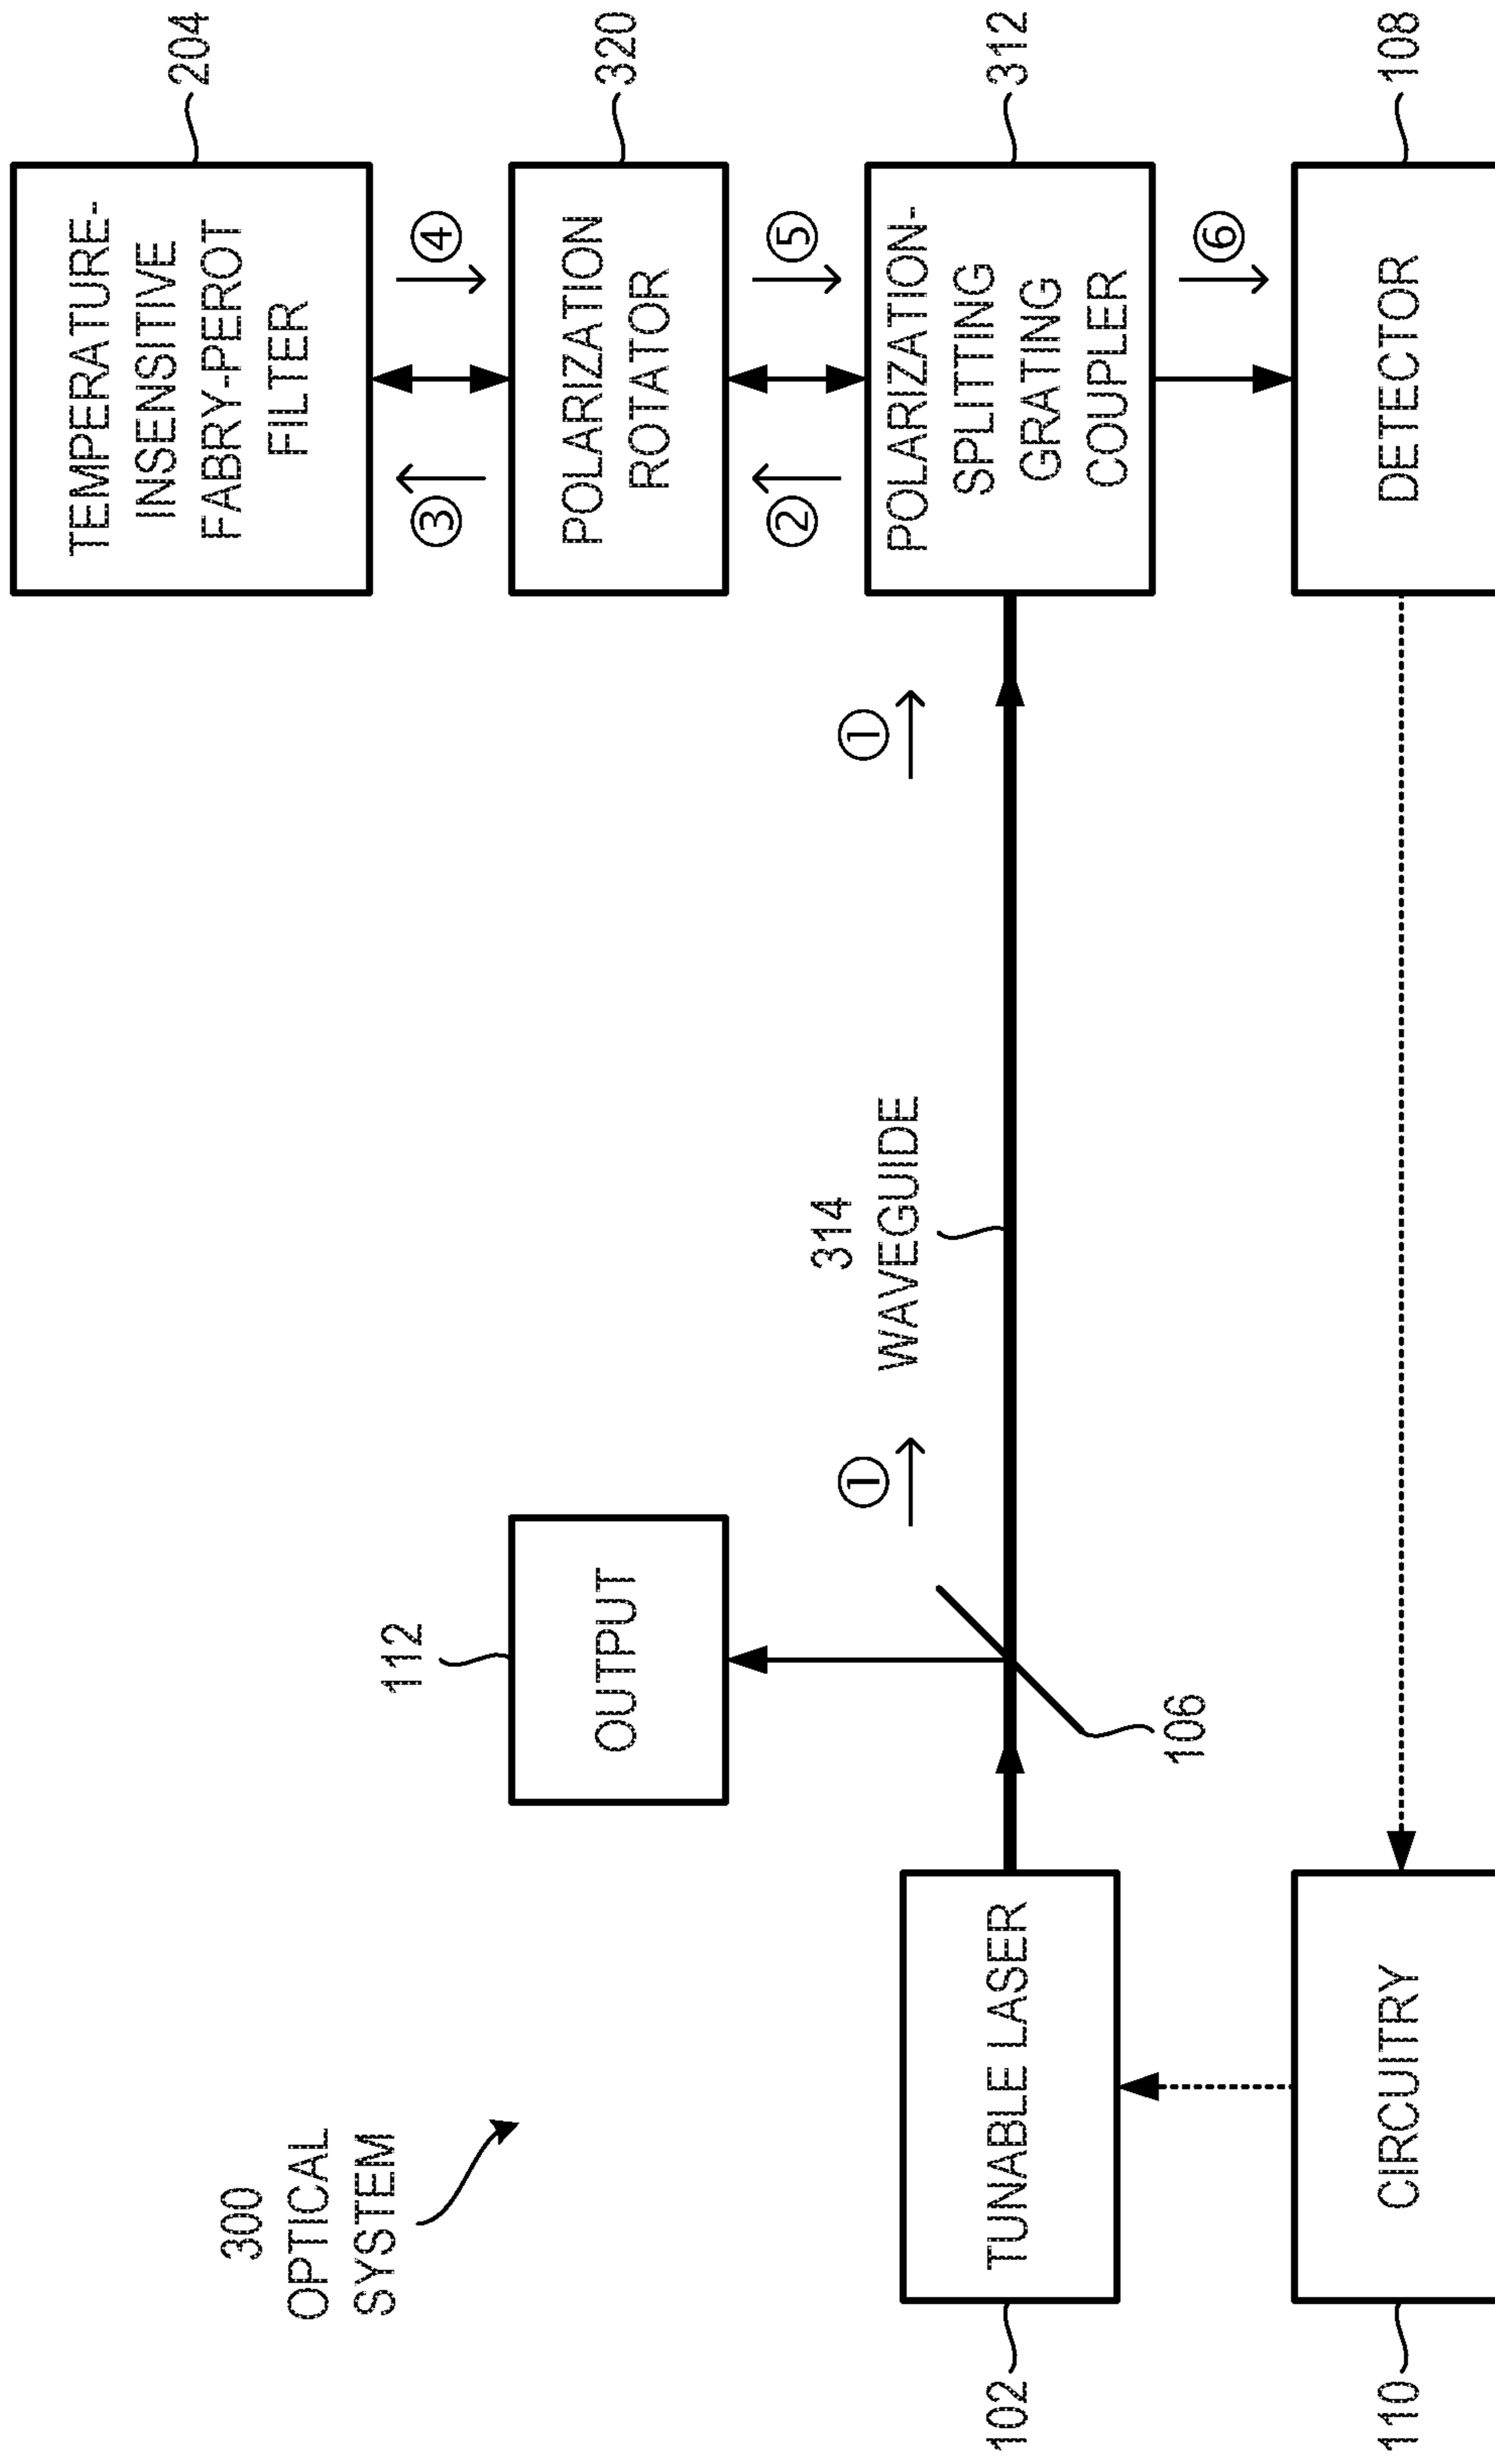 300
OPTICAL
SYSTEM
204
TEMPERATURE-
INSENSITIVE
FABRY-PEROT
FILTER
③
④
112
OUTPUT
320
POLARIZATION
ROTATOR
②
⑤
314
WAVEGUIDE
①
①
312
POLARIZATION-
SPLITTING
GRATING
COUPLER
102
TUNABLE LASER
106
⑥
110
CIRCUITRY
108
DETECTOR